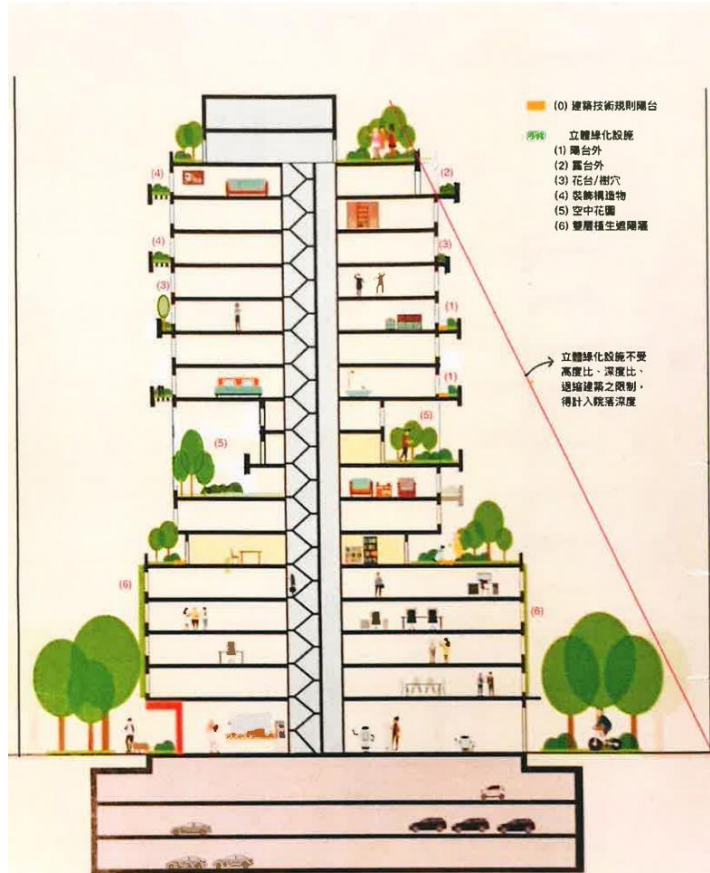 (0) 建築技術規則陽台
立體綠化設施
(1) 陽台外
(2) 露台外
(3) 花台/樹穴
(4) 裝飾構造物
(5) 空中花園
(6) 雙層植生遮陽牆
(4)
(2)
(4)
(3)
(3)
(1)
立體綠化設施不受
高度比、深度比、
退縮建築之限制，
得計入院落深度
(1)
(5)
(5)
(6)
(6)